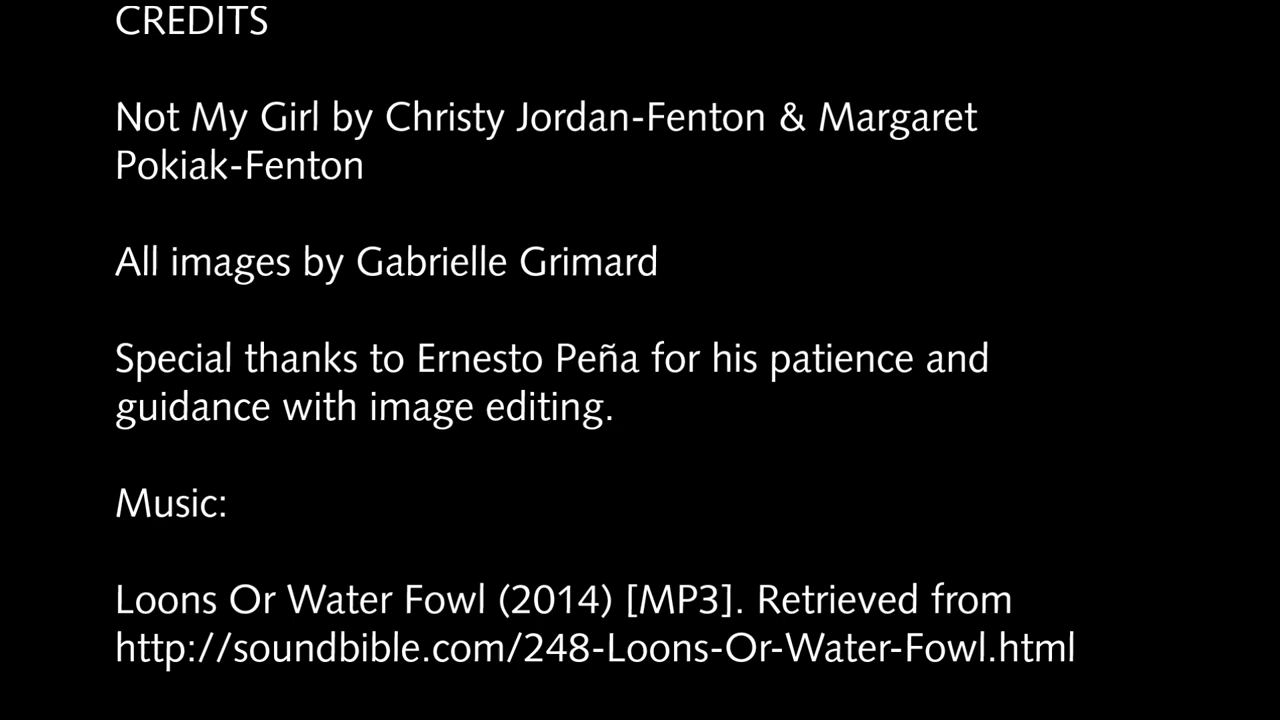 CREDITS
Not My Girl by Christy Jordan-Fenton & Margaret
Pokiak-Fenton
All images by Gabrielle Grimard
Special thanks to Ernesto Peña for his patience and
guidance with image editing.
Music:
Loons Or Water Fowl (2014) [MP3]. Retrieved from
http://soundbible.com/248-Loons-Or-Water-Fowl.html